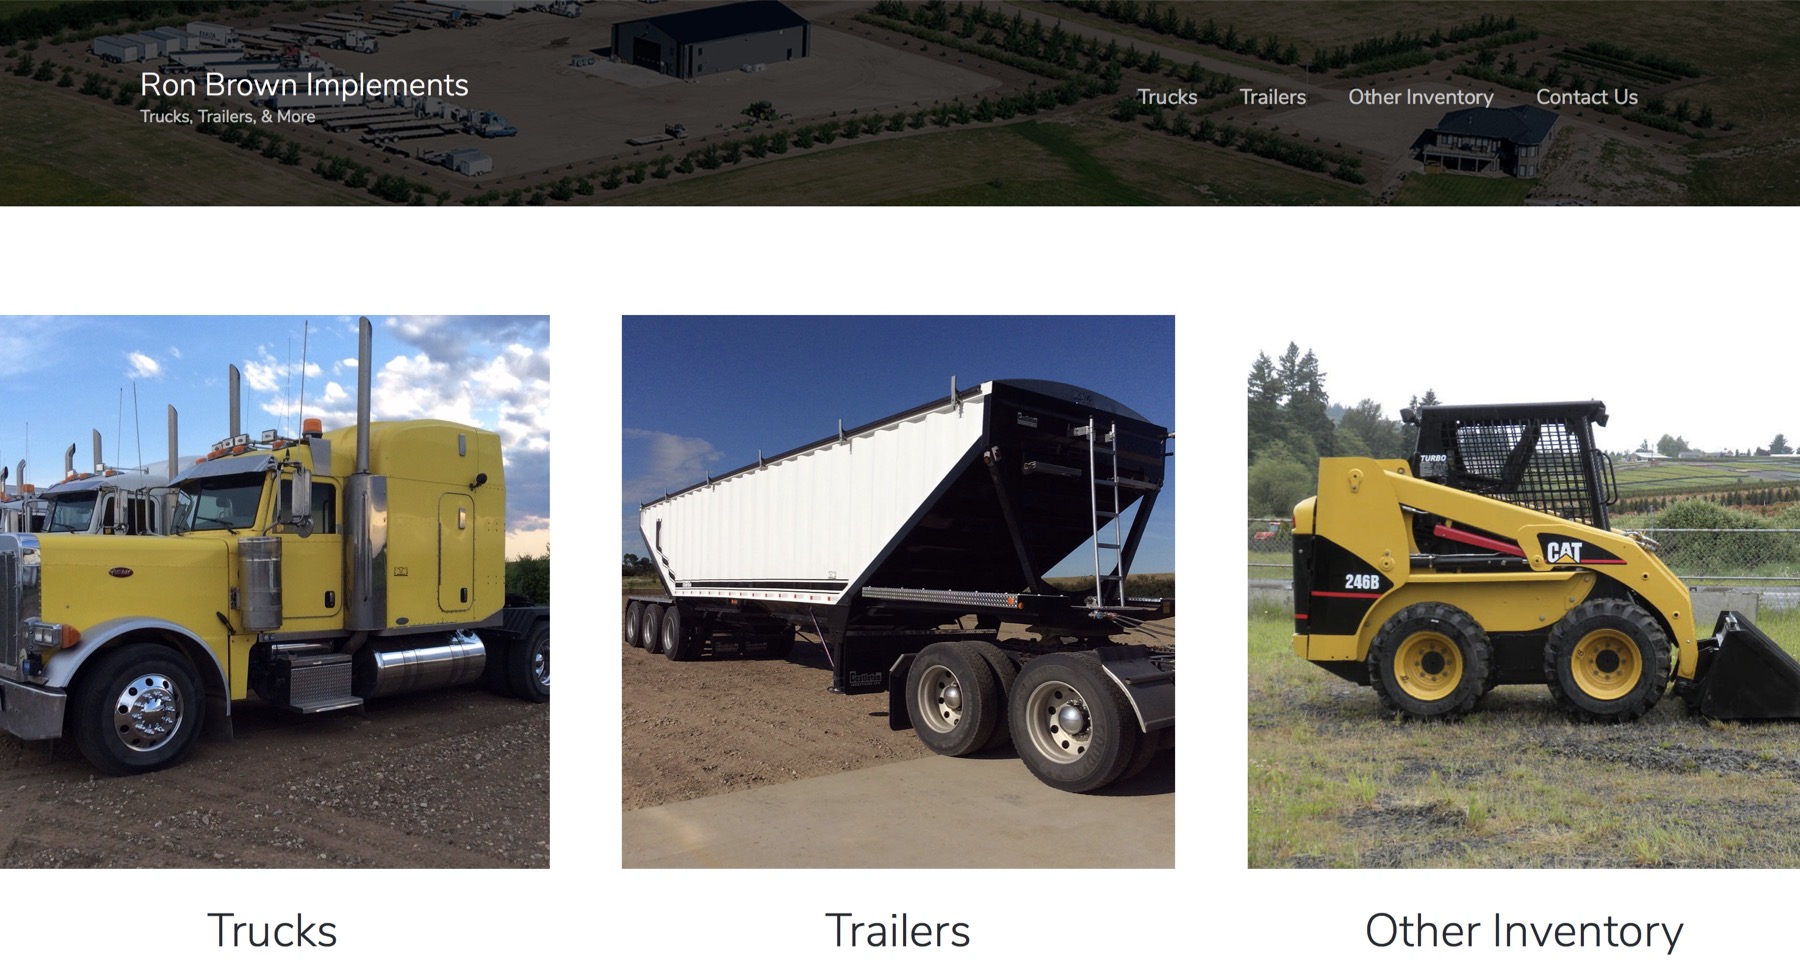 Ron Brown Implements
Trucks, Trailers, & More
Trucks Trailers Other Inventory Contact Us
TURBO
CAT
246B
Trucks
Trailers
Other Inventory